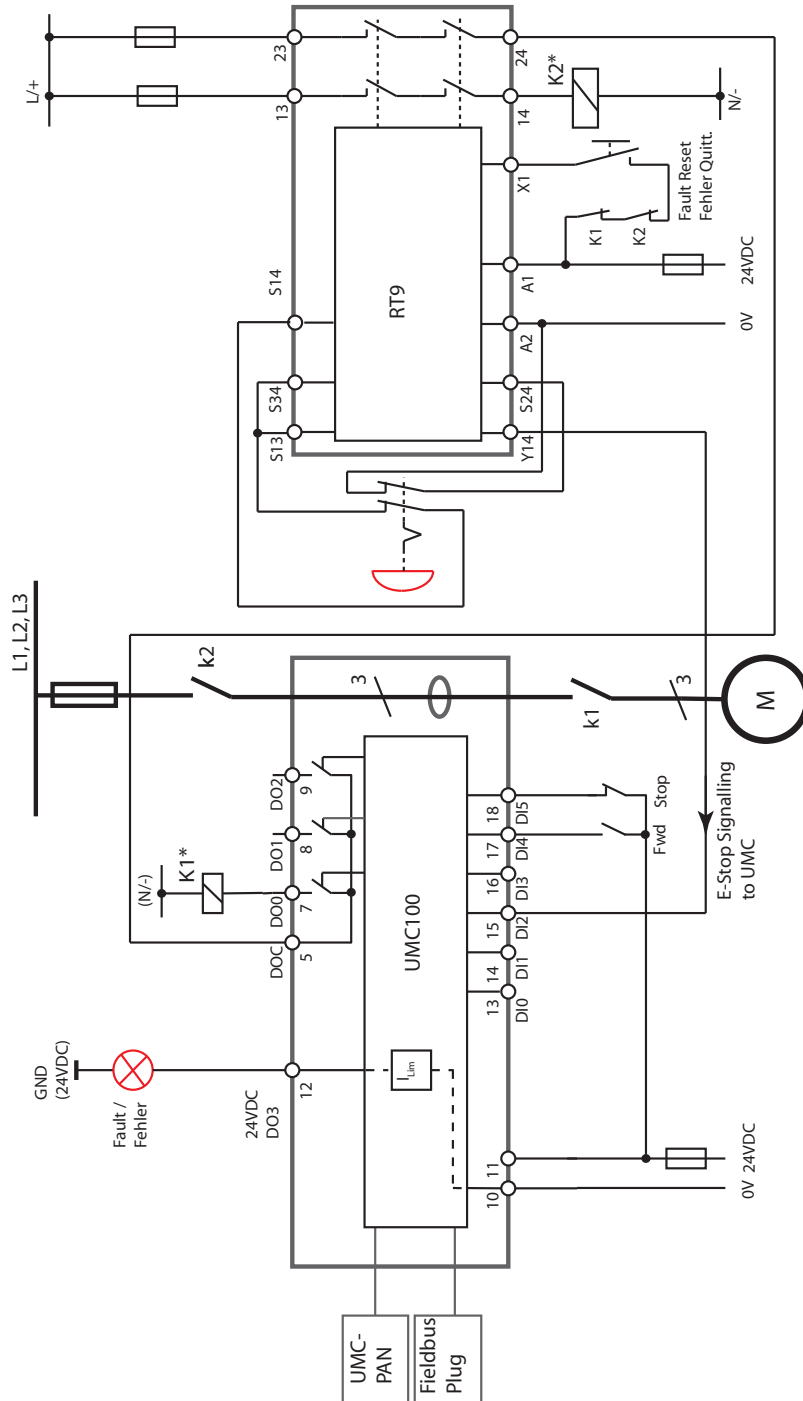 UMC-
PAN
Fieldbus
Plug
GND
(24VDC)
Fault /
Fehler
24VDC
DO3
12
I Lim
10
11
0V
24VDC
UMC100
(N/-)
K1*
DOC
5
DO0
7
DO1
8
DO2
9
13
DI0
14
DI1
15
DI2
16
DI3
17
DI4
18
DI5
Fwd
Stop
E-Stop Signalling
to UMC
L1, L2, L3
k2
3
k1
3
M
RT9
S13
S34
S14
Y14
S24
A2
A1
X1
0V
24VDC
K1
K2
Fault Reset
Fehler Quitt.
L/+
13
23
14
24
K2*
N/-